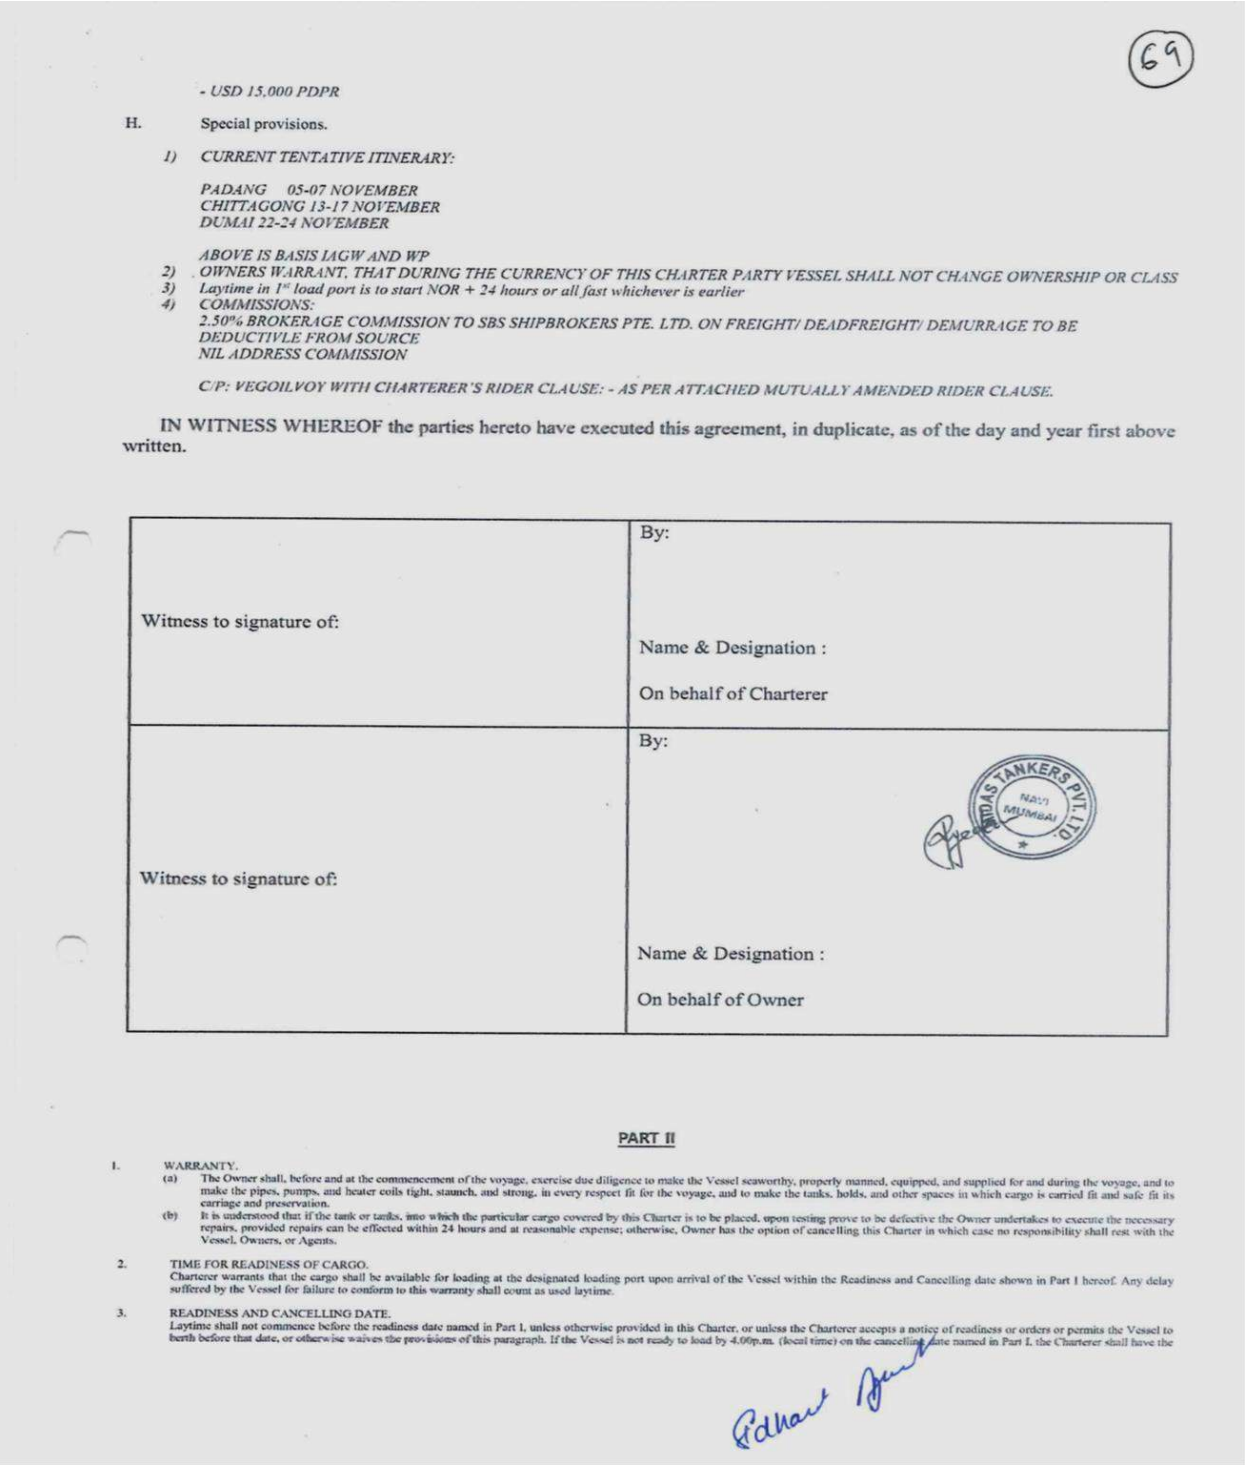 69
- USD 15,000 PDPR
H. Special provisions.
1) CURRENT TENTATIVE ITINERARY:
PADANG 05-07 NOVEMBER
CHITTAGONG 13-17 NOVEMBER
DUMAI 22-24 NOVEMBER
ABOVE IS BASIS IAGW AND WP
2) OWNERS WARRANT, THAT DURING THE CURRENCY OF THIS CHARTER PARTY VESSEL SHALL NOT CHANGE OWNERSHIP OR CLASS
3) Laytime in 1st load port is to start NOR + 24 hours or all fast whichever is earlier
4) COMMISSIONS:
2.50% BROKERAGE COMMISSION TO SBS SHIPBROKERS PTE. LTD. ON FREIGHT/ DEADFREIGHT/ DEMURRAGE TO BE
DEDUCTIVLE FROM SOURCE
NIL ADDRESS COMMISSION
C/P: VEGOILVOY WITH CHARTERER'S RIDER CLAUSE: - AS PER ATTACHED MUTUALLY AMENDED RIDER CLAUSE.
IN WITNESS WHEREOF the parties hereto have executed this agreement, in duplicate, as of the day and year first above
written.
By:
Witness to signature of:
Name & Designation :
On behalf of Charterer
By:
TANKERS PVT. LTD.
NAVI
MUMBAI
Witness to signature of:
Name & Designation :
On behalf of Owner
PART II
1. WARRANTY.
(a) The Owner shall, before and at the commencement of the voyage, exercise due diligence to make the Vessel seaworthy, properly manned, equipped, and supplied for and during the voyage, and to
make the pipes, pumps, and heater coils tight, staunch, and strong, in every respect fit for the voyage, and to make the tanks, holds, and other spaces in which cargo is carried fit and safe fit its
carriage and preservation.
(b) It is understood that if the tank or tanks, into which the particular cargo covered by this Charter is to be placed, upon testing prove to be defective the Owner undertakes to execute the necessary
repairs, provided repairs can be effected within 24 hours and at reasonable expense; otherwise, Owner has the option of cancelling this Charter in which case no responsibility shall rest with the
Vessel, Owners, or Agents.
2. TIME FOR READINESS OF CARGO.
Charterer warrants that the cargo shall be available for loading at the designated loading port upon arrival of the Vessel within the Readiness and Cancelling date shown in Part I hereof. Any delay
suffered by the Vessel for failure to conform to this warranty shall count as used laytime.
3. READINESS AND CANCELLING DATE.
Laytime shall not commence before the readiness date named in Part I, unless otherwise provided in this Charter, or unless the Charterer accepts a notice of readiness or orders or permits the Vessel to
berth before that date, or otherwise waives the provisions of this paragraph. If the Vessel is not ready to load by 4.00p.m. (local time) on the cancelling date named in Part I, the Charterer shall have the